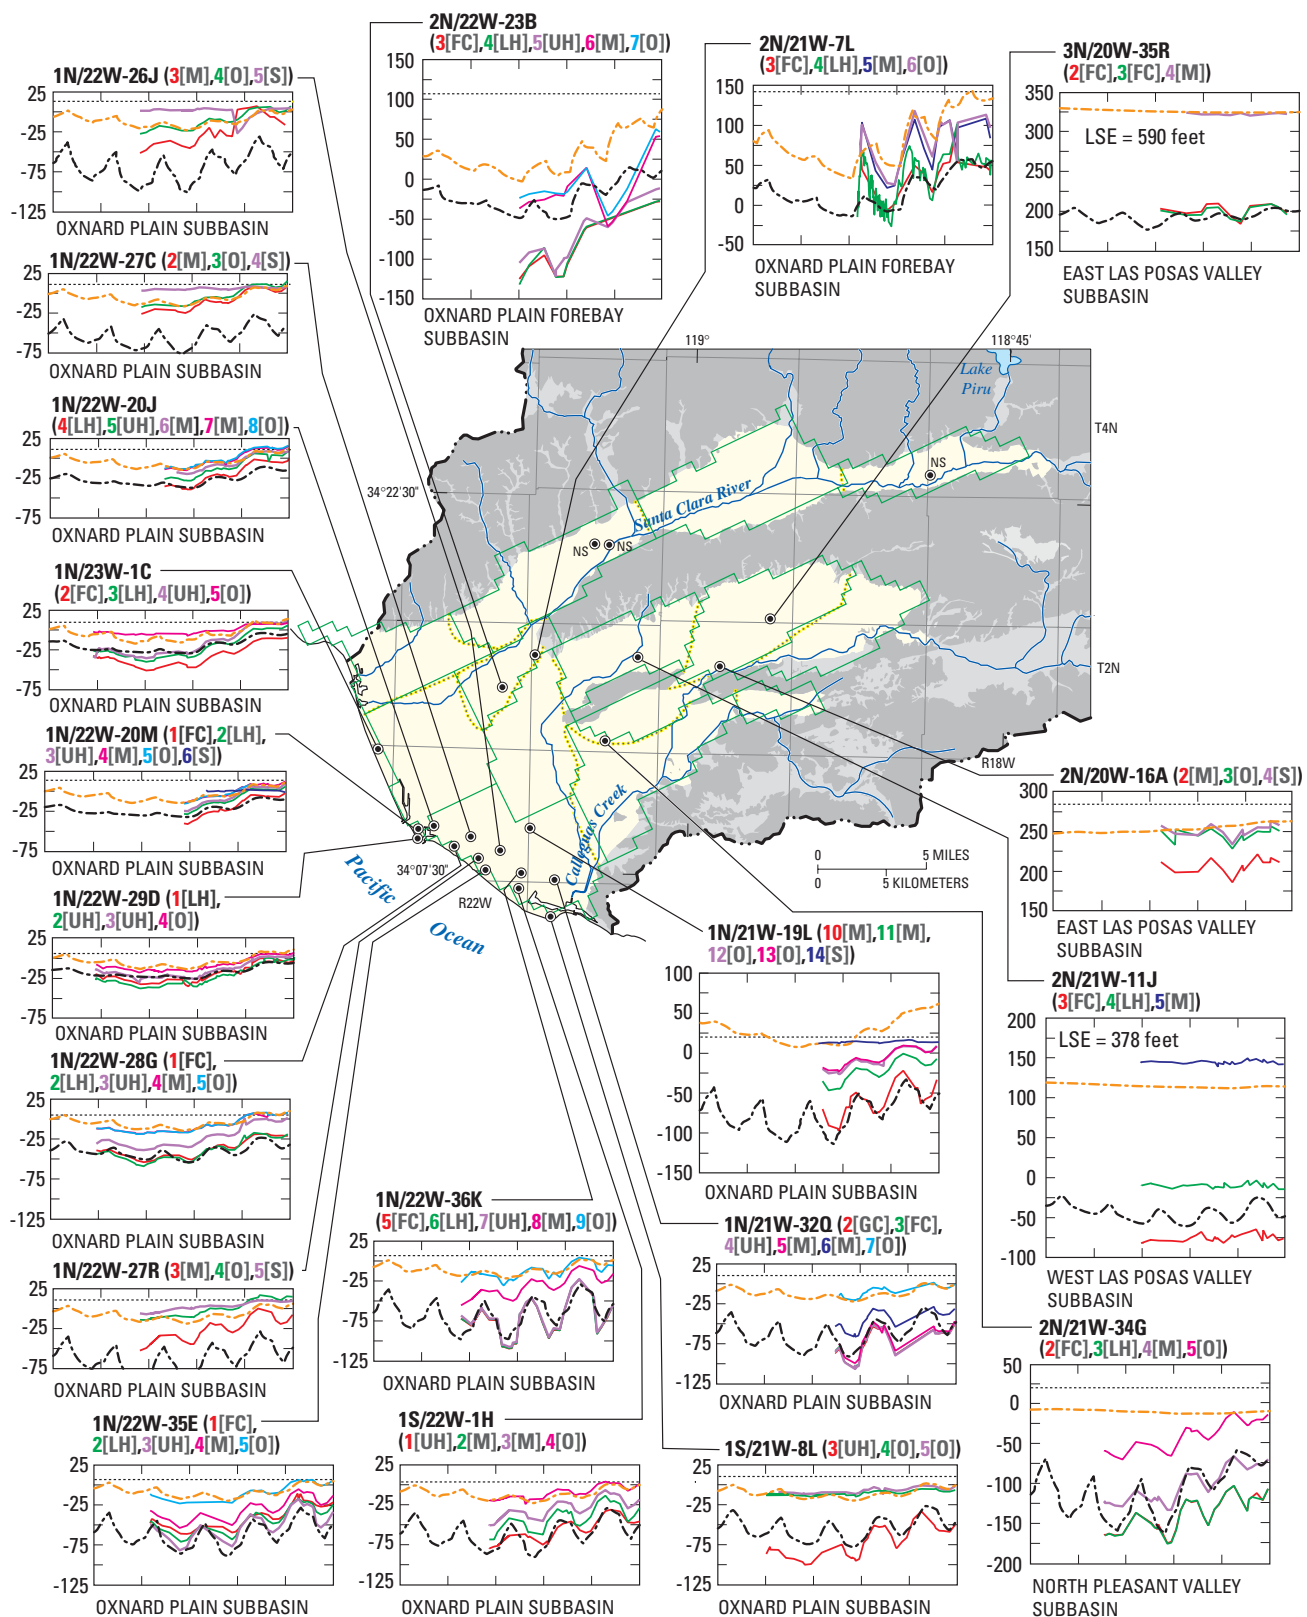 2N/22W-23B
(3[FC],4[LH],5[UH],6[M],7[O])
150
100
50
0
-50
-100
-150
OXNARD PLAIN FOREBAY
SUBBASIN
2N/21W-7L
(3[FC],4[LH],5[M],6[O])
150
100
50
0
-50
OXNARD PLAIN FOREBAY
SUBBASIN
3N/20W-35R
(2[FC],3[FC],4[M])
350
300
250
200
150
LSE = 590 feet
EAST LAS POSAS VALLEY
SUBBASIN
1N/22W-26J (3[M],4[O],5[S])
25
-25
-75
-125
OXNARD PLAIN SUBBASIN
1N/22W-27C (2[M],3[O],4[S])
25
-25
-75
OXNARD PLAIN SUBBASIN
1N/22W-20J
(4[LH],5[UH],6[M],7[M],8[O])
25
-25
-75
OXNARD PLAIN SUBBASIN
1N/23W-1C
(2[FC],3[LH],4[UH],5[O])
25
-25
-75
OXNARD PLAIN SUBBASIN
1N/22W-20M (1[FC],2[LH],
3[UH],4[M],5[O],6[S])
25
-25
-75
OXNARD PLAIN SUBBASIN
1N/22W-29D (1[LH],
2[UH],3[UH],4[O])
25
-25
-75
OXNARD PLAIN SUBBASIN
1N/22W-28G (1[FC],
2[LH],3[UH],4[M],5[O])
25
-25
-75
-125
OXNARD PLAIN SUBBASIN
1N/22W-27R (3[M],4[O],5[S])
25
-25
-75
OXNARD PLAIN SUBBASIN
1N/22W-35E (1[FC],
2[LH],3[UH],4[M],5[O])
25
-25
-75
-125
OXNARD PLAIN SUBBASIN
119°
118°45'
Lake
Piru
T4N
34°22'30"
NS
Santa Clara River
NS
NS
T2N
R18W
Calleguas Creek
34°07'30"
R22W
Pacific
Ocean
0 5 MILES
0 5 KILOMETERS
2N/20W-16A (2[M],3[O],4[S])
300
250
200
150
EAST LAS POSAS VALLEY
SUBBASIN
1N/21W-19L (10[M],11[M],
12[O],13[O],14[S])
100
50
0
-50
-100
-150
OXNARD PLAIN SUBBASIN
2N/21W-11J
(3[FC],4[LH],5[M])
200
150
100
50
0
-50
-100
LSE = 378 feet
WEST LAS POSAS VALLEY
SUBBASIN
1N/22W-36K
(5[FC],6[LH],7[UH],8[M],9[O])
25
-25
-75
-125
OXNARD PLAIN SUBBASIN
1N/21W-32Q (2[GC],3[FC],
4[UH],5[M],6[M],7[O])
25
-25
-75
-125
OXNARD PLAIN SUBBASIN
2N/21W-34G
(2[FC],3[LH],4[M],5[O])
50
0
-50
-100
-150
-200
NORTH PLEASANT VALLEY
SUBBASIN
1S/22W-1H
(1[UH],2[M],3[M],4[O])
25
-25
-75
-125
OXNARD PLAIN SUBBASIN
1S/21W-8L (3[UH],4[O],5[O])
25
-25
-75
-125
OXNARD PLAIN SUBBASIN